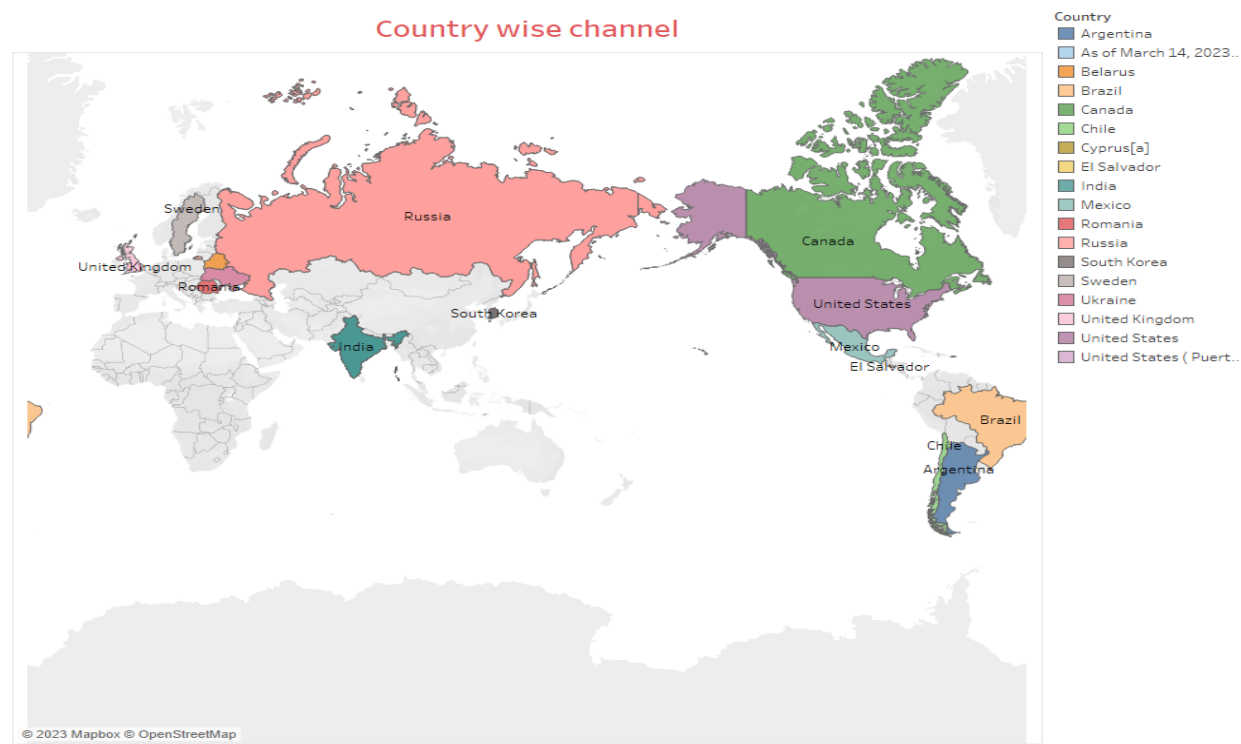 Country wise channel
Country
Argentina
As of March 14, 2023..
Belarus
Brazil
Canada
Chile
Cyprus[a]
El Salvador
India
Mexico
Romania
Russia
South Korea
Sweden
Ukraine
United Kingdom
United States
United States ( Puert..
Sweden
Russia
Canada
United Kingdom
Romania
United States
South Korea
India
Mexico
El Salvador
Brazil
Chile
Argentina
© 2023 Mapbox © OpenStreetMap